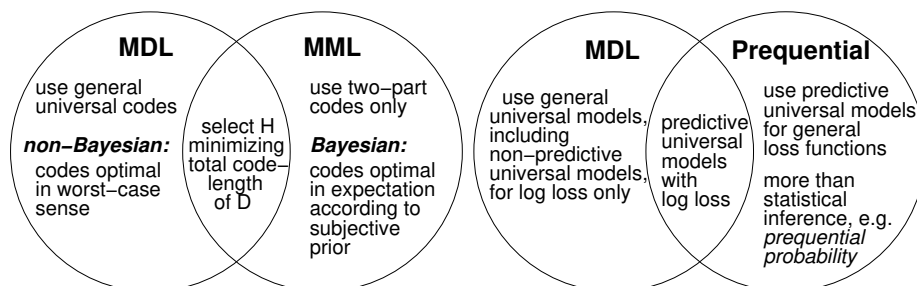 MDL
use general
universal codes
non−Bayesian:
codes optimal
in worst−case
sense
select H
minimizing
total code−
length
of D
MML
use two−part
codes only
Bayesian:
codes optimal
in expectation
according to
subjective
prior
MDL
use general
universal models,
including
non−predictive
universal models,
for log loss only
predictive
universal
models
with
log loss
Prequential
use predictive
universal models
for general
loss functions
more than
statistical
inference, e.g.
prequential
probability